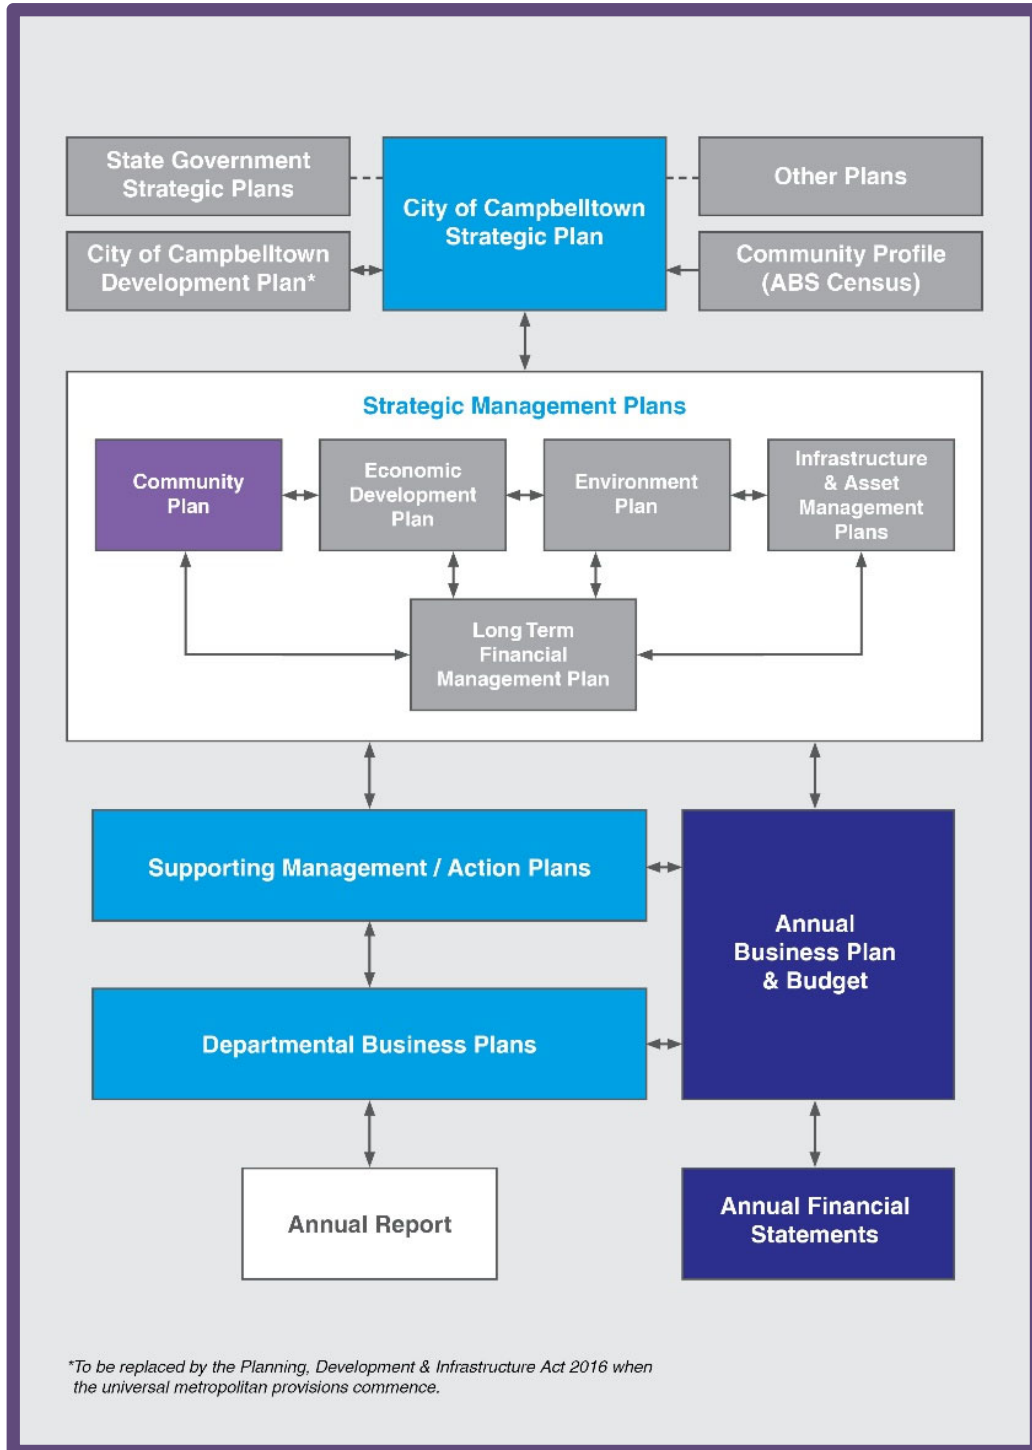 State Government
Strategic Plans
City of Campbelltown
Strategic Plan
Other Plans
City of Campbelltown
Development Plan*
Community Profile
(ABS Census)
Strategic Management Plans
Community
Plan
Economic
Development
Plan
Environment
Plan
Infrastructure
& Asset
Management
Plans
Long Term
Financial
Management Plan
Supporting Management / Action Plans
Annual
Business Plan
& Budget
Departmental Business Plans
Annual Report
Annual Financial
Statements
*To be replaced by the Planning, Development & Infrastructure Act 2016 when
the universal metropolitan provisions commence.